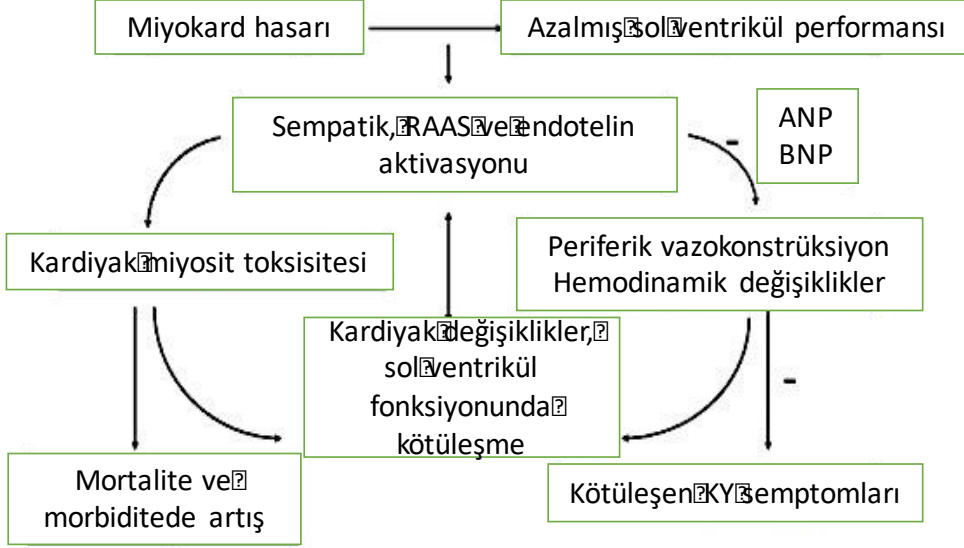 Miyokard hasarı
Azalmış sol ventrikül performansı
Sempatik, RAAS ve endotelin
aktivasyonu
-
ANP
BNP
Kardiyak miyosit toksisitesi
Periferik vazokonstrüksiyon
Hemodinamik değişiklikler
Kardiyak değişiklikler,
sol ventrikül
fonksiyonunda
kötüleşme
-
Mortalite ve
morbiditede artış
Kötüleşen KY semptomları